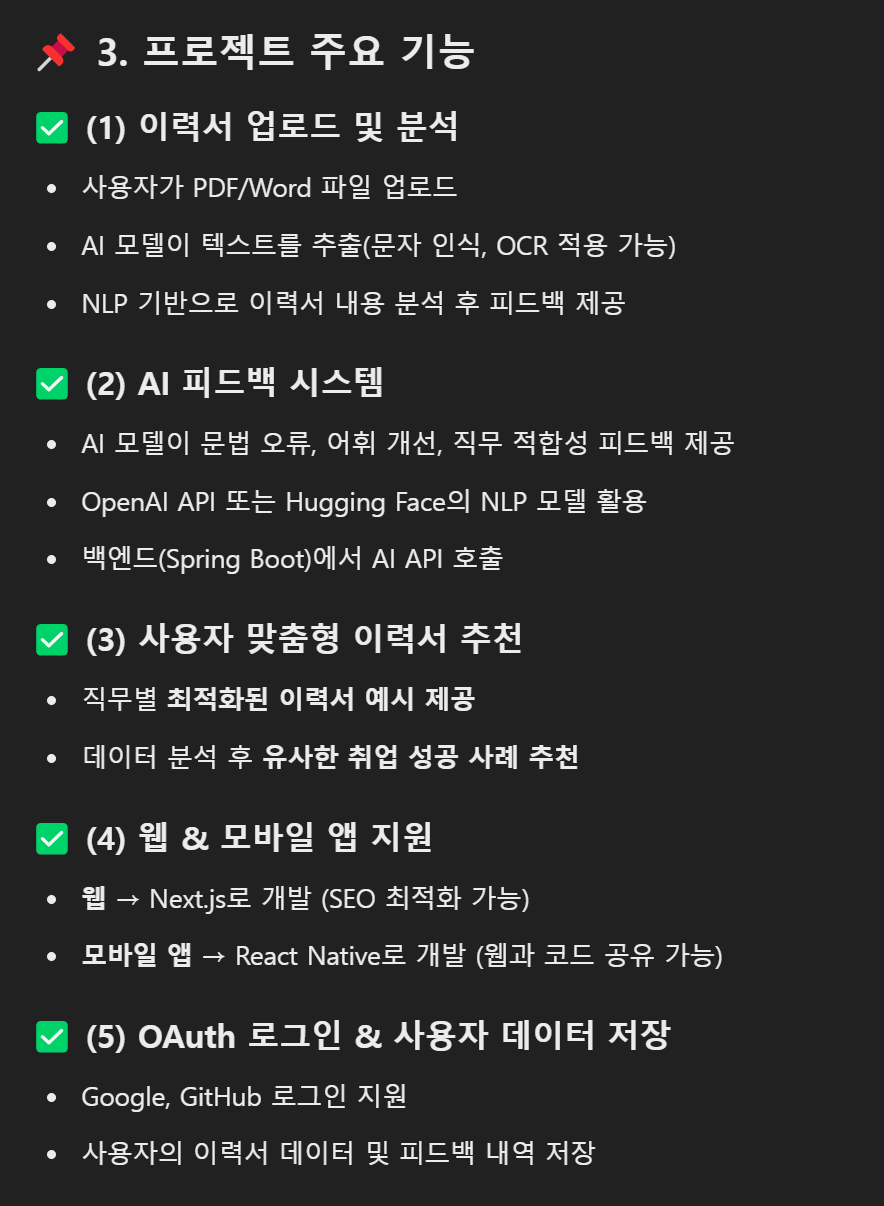 📌 3. 프로젝트 주요 기능
✅ (1) 이력서 업로드 및 분석
• 사용자가 PDF/Word 파일 업로드
• AI 모델이 텍스트를 추출(문자 인식, OCR 적용 가능)
• NLP 기반으로 이력서 내용 분석 후 피드백 제공
✅ (2) AI 피드백 시스템
• AI 모델이 문법 오류, 어휘 개선, 직무 적합성 피드백 제공
• OpenAI API 또는 Hugging Face의 NLP 모델 활용
• 백엔드(Spring Boot)에서 AI API 호출
✅ (3) 사용자 맞춤형 이력서 추천
• 직무별 최적화된 이력서 예시 제공
• 데이터 분석 후 유사한 취업 성공 사례 추천
✅ (4) 웹 & 모바일 앱 지원
• 웹 → Next.js로 개발 (SEO 최적화 가능)
• 모바일 앱 → React Native로 개발 (웹과 코드 공유 가능)
✅ (5) OAuth 로그인 & 사용자 데이터 저장
• Google, GitHub 로그인 지원
• 사용자의 이력서 데이터 및 피드백 내역 저장